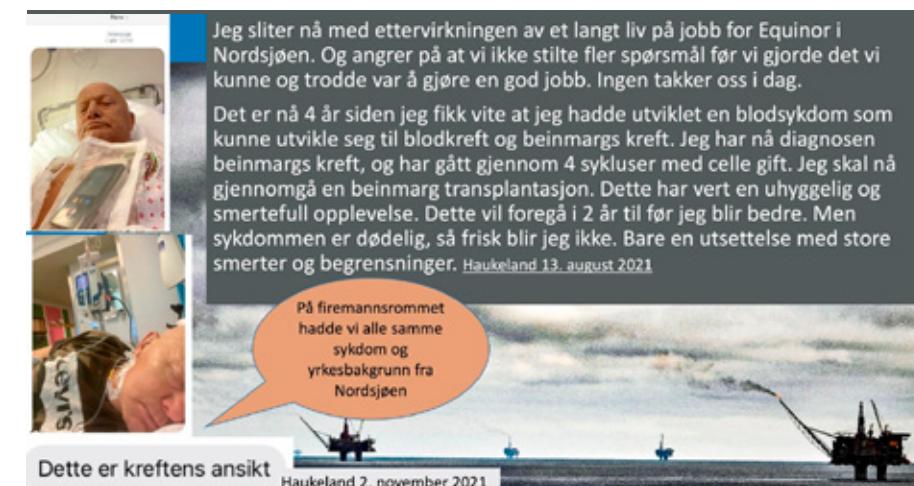 Jeg sliter nå med ettervirkningen av et langt liv på jobb for Equinor i
Nordsjøen. Og angrer på at vi ikke stilte fler spørsmål før vi gjorde det vi
kunne og trodde var å gjøre en god jobb. Ingen takker oss i dag.
Det er nå 4 år siden jeg fikk vite at jeg hadde utviklet en blodsykdom som
kunne utvikle seg til blodkreft og beinmargs kreft. Jeg har nå diagnosen
beinmargs kreft, og har gått gjennom 4 sykluser med celle gift. Jeg skal nå
gjennomgå en beinmarg transplantasjon. Dette har vert en uhyggelig og
smertefull opplevelse. Dette vil foregå i 2 år til før jeg blir bedre. Men
sykdommen er dødelig, så frisk blir jeg ikke. Bare en utsettelse med store
smerter og begrensninger. Haukeland 13. august 2021
På firemannsrommet
hadde vi alle samme
sykdom og
yrkesbakgrunn fra
Nordsjøen
Dette er kreftens ansikt
Haukeland 2. november 2021